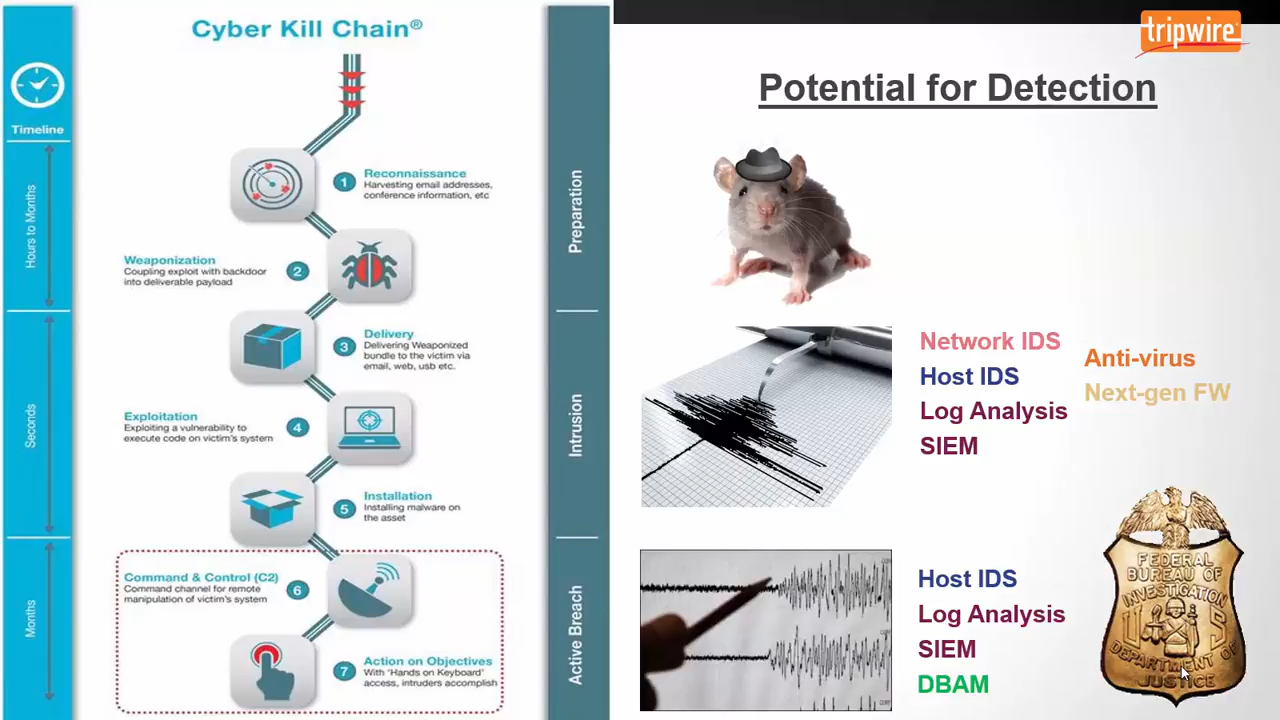 Cyber Kill Chain®
Timeline
Hours to Months
Seconds
Months
1
Reconnaissance
Harvesting email addresses,
conference information, etc
Weaponization
Coupling exploit with backdoor
into deliverable payload
2
3
Delivery
Delivering Weaponized
bundle to the victim via
email, web, usb etc.
Exploitation
Exploiting a vulnerability to
execute code on victim's system
4
5
Installation
Installing malware on
the asset
Command & Control (C2)
Command channel for remote
manipulation of victim's system
6
7
Action on Objectives
With 'Hands on Keyboard'
access, intruders accomplish
Preparation
Intrusion
Active Breach
tripwire
Potential for Detection
Network IDS
Host IDS
Log Analysis
SIEM
Anti-virus
Next-gen FW
Host IDS
Log Analysis
SIEM
DBAM
FEDERAL
BUREAU OF
INVESTIGATION
U S
DEPARTMENT OF
JUSTICE